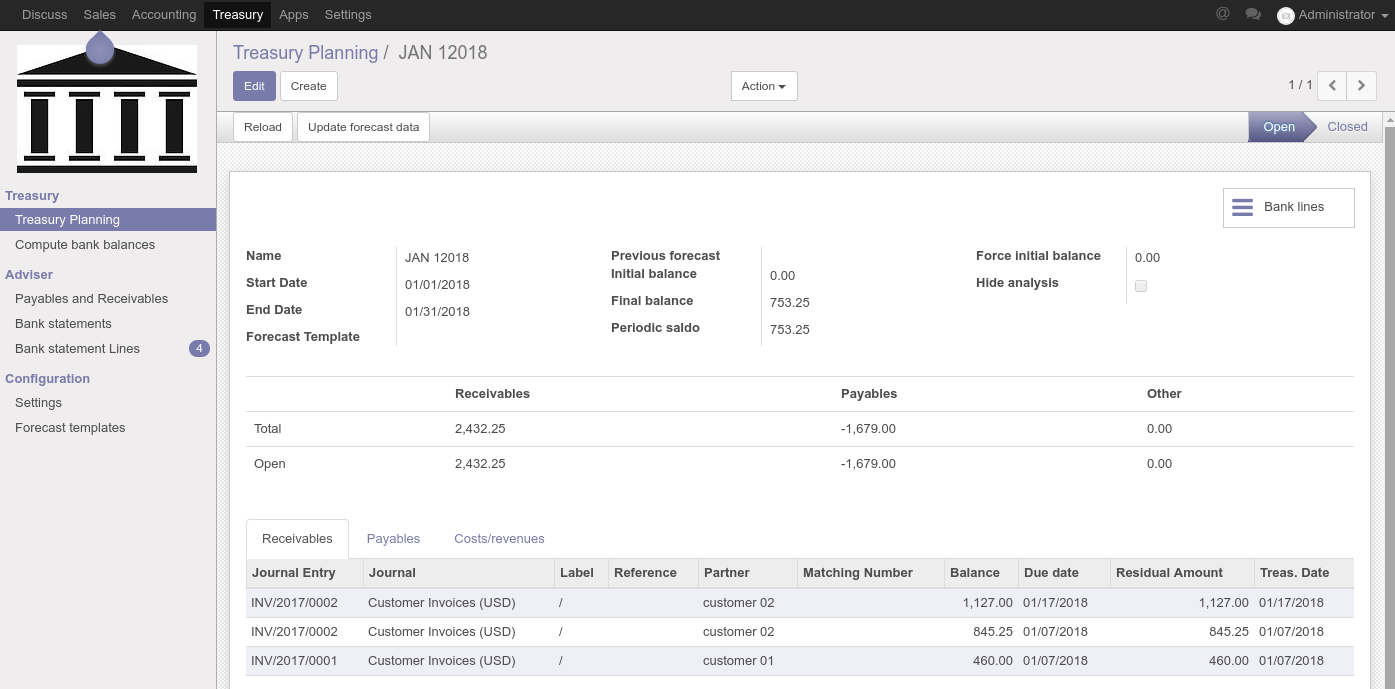 Discuss Sales Accounting Treasury Apps Settings @ Administrator
Treasury Planning / JAN 12018
Edit Create Action 1 / 1
Reload Update forecast data Open Closed
Treasury
Treasury Planning
Compute bank balances
Adviser
Payables and Receivables
Bank statements
Bank statement Lines 4
Configuration
Settings
Forecast templates
Bank lines
Name JAN 12018
Start Date 01/01/2018
End Date 01/31/2018
Forecast Template
Previous forecast
Initial balance 0.00
Final balance 753.25
Periodic saldo 753.25
Force initial balance 0.00
Hide analysis
Receivables Payables Other
Total 2,432.25 -1,679.00 0.00
Open 2,432.25 -1,679.00 0.00
Receivables Payables Costs/revenues
Journal Entry Journal Label Reference Partner Matching Number Balance Due date Residual Amount Treas. Date
INV/2017/0002 Customer Invoices (USD) / customer 02 1,127.00 01/17/2018 1,127.00 01/17/2018
INV/2017/0002 Customer Invoices (USD) / customer 02 845.25 01/07/2018 845.25 01/07/2018
INV/2017/0001 Customer Invoices (USD) / customer 01 460.00 01/07/2018 460.00 01/07/2018